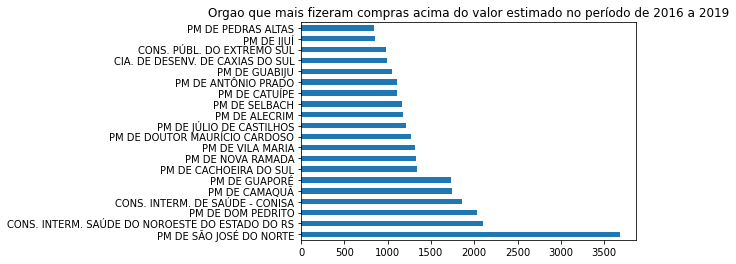 Orgao que mais fizeram compras acima do valor estimado no período de 2016 a 2019
PM DE PEDRAS ALTAS
PM DE IJUÍ
CONS. PÚBL. DO EXTREMO SUL
CIA. DE DESENV. DE CAXIAS DO SUL
PM DE GUABIJU
PM DE ANTÔNIO PRADO
PM DE CATUÍPE
PM DE SELBACH
PM DE ALECRIM
PM DE JÚLIO DE CASTILHOS
PM DE DOUTOR MAURÍCIO CARDOSO
PM DE VILA MARIA
PM DE NOVA RAMADA
PM DE CACHOEIRA DO SUL
PM DE GUAPORÉ
PM DE CAMAQUÃ
CONS. INTERM. DE SAÚDE - CONISA
PM DE DOM PEDRITO
CONS. INTERM. SAÚDE DO NOROESTE DO ESTADO DO RS
PM DE SÃO JOSÉ DO NORTE
0 500 1000 1500 2000 2500 3000 3500